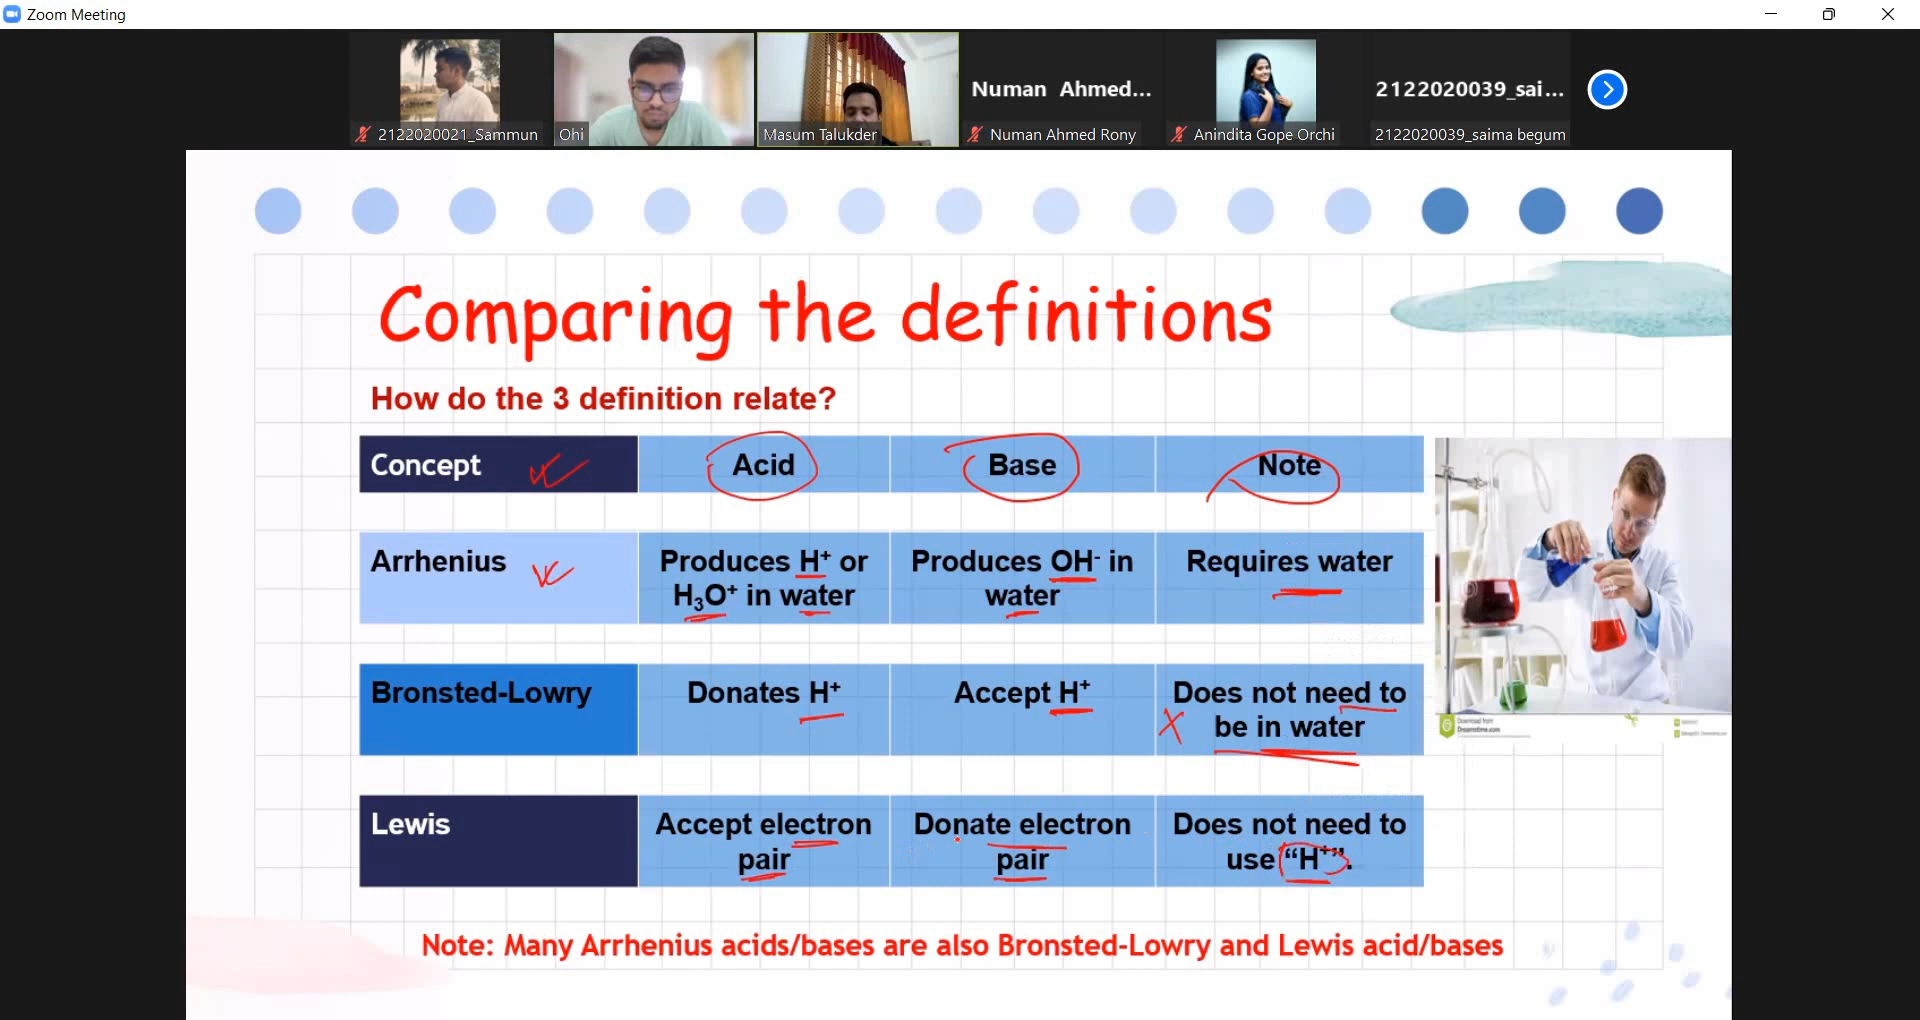 Zoom Meeting
Numan Ahmed...
2122020039_sai...
2122020021_Sammun
Ohi
Masum Talukder
Numan Ahmed Rony
Anindita Gope Orchi
2122020039_saima begum
Comparing the definitions
How do the 3 definition relate?
Concept
Acid
Base
Note
Arrhenius
Produces H⁺ or
H₃O⁺ in water
Produces OH⁻ in
water
Requires water
Bronsted-Lowry
Donates H⁺
Accept H⁺
Does not need to
be in water
Lewis
Accept electron
pair
Donate electron
pair
Does not need to
use “H⁺”.
Download from
Dreamstime.com
Note: Many Arrhenius acids/bases are also Bronsted-Lowry and Lewis acid/bases